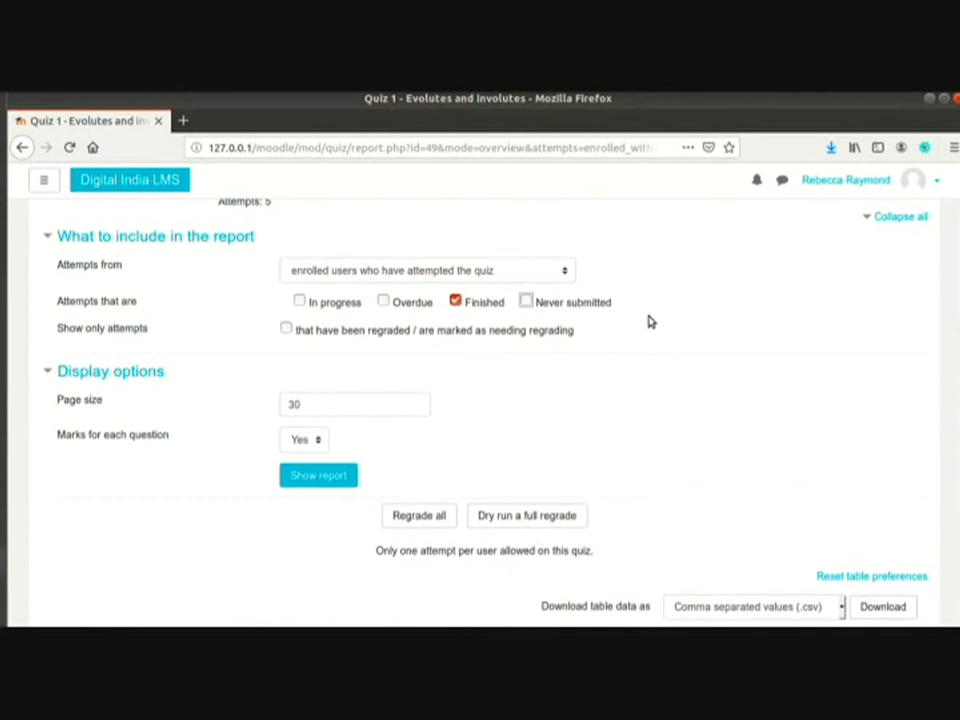 Quiz 1 - Evolutes and Involutes - Mozilla Firefox
Quiz 1 - Evolutes and Inv
127.0.0.1/moodle/mod/quiz/report.php?id=49&mode=overview&attempts=enrolled_with
Digital India LMS
Rebecca Raymond
Attempts: 5
Collapse all
What to include in the report
Attempts from
enrolled users who have attempted the quiz
Attempts that are
In progress Overdue Finished Never submitted
Show only attempts
that have been regraded / are marked as needing regrading
Display options
Page size
30
Marks for each question
Yes
Show report
Regrade all Dry run a full regrade
Only one attempt per user allowed on this quiz.
Reset table preferences
Download table data as Comma separated values (.csv) Download